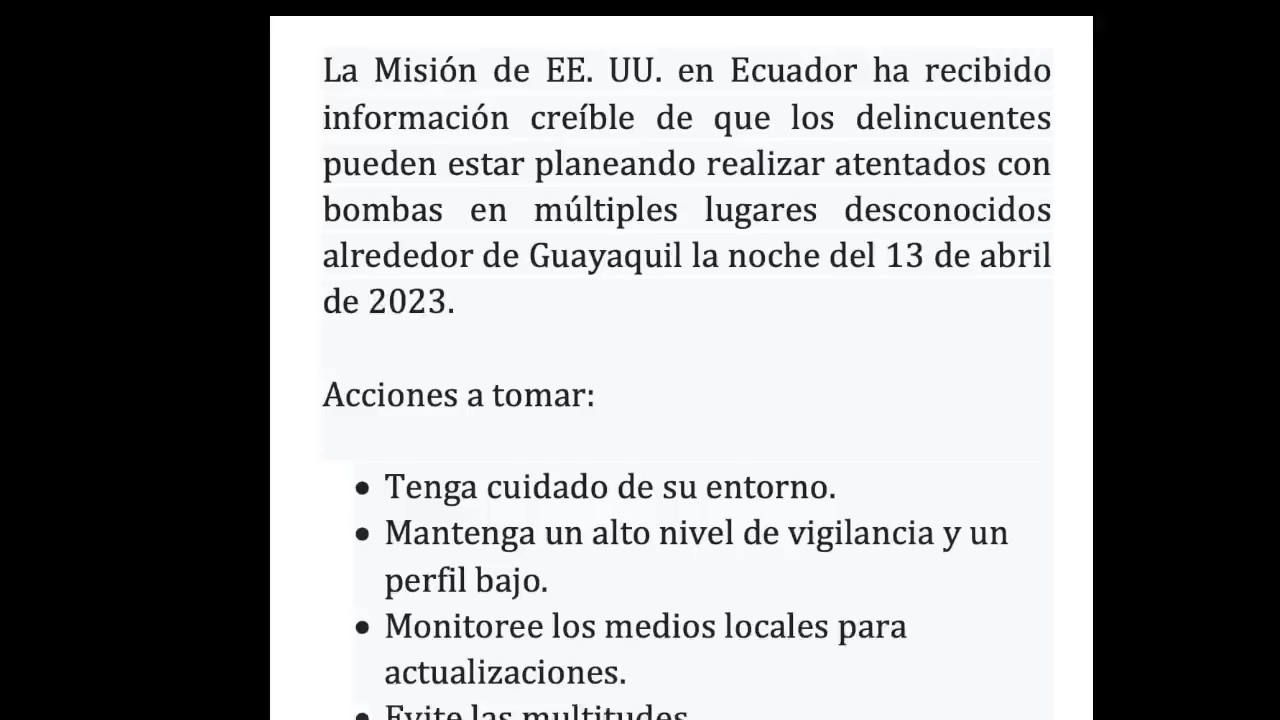 La Misión de EE. UU. en Ecuador ha recibido
información creíble de que los delincuentes
pueden estar planeando realizar atentados con
bombas en múltiples lugares desconocidos
alrededor de Guayaquil la noche del 13 de abril
de 2023.
Acciones a tomar:
• Tenga cuidado de su entorno.
• Mantenga un alto nivel de vigilancia y un
perfil bajo.
• Monitoree los medios locales para
actualizaciones.
• Evite las multitudes.